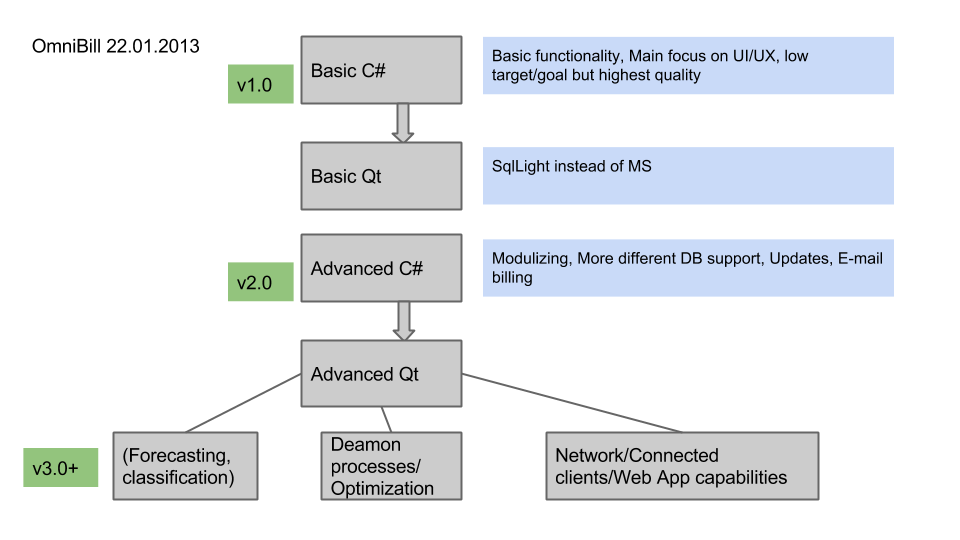 OmniBill 22.01.2013
Basic C#
Basic functionality, Main focus on UI/UX, low
target/goal but highest quality
v1.0
Basic Qt
SqlLight instead of MS
Advanced C#
Modulizing, More different DB support, Updates, E-mail
billing
v2.0
Advanced Qt
v3.0+
(Forecasting,
classification)
Deamon
processes/
Optimization
Network/Connected
clients/Web App capabilities